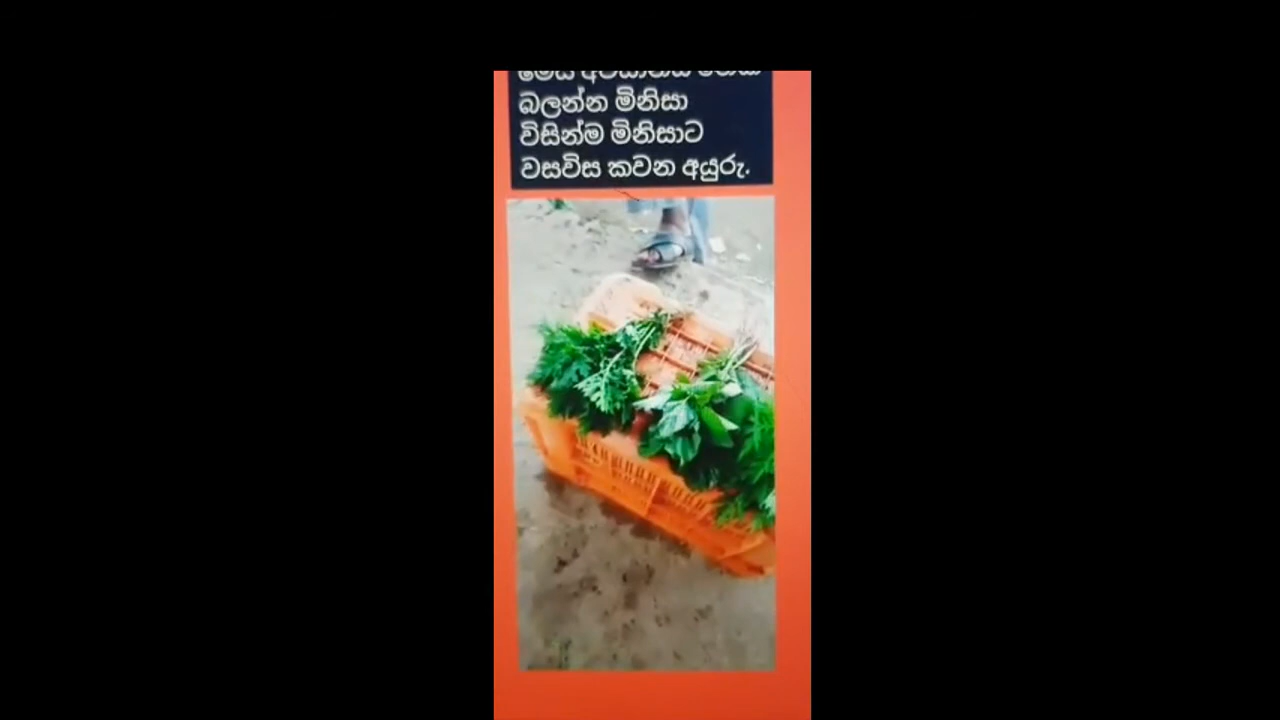 බලන්න මිනිසා
විසින්ම මිනිසාට
වසවිස කවන අයුරු.